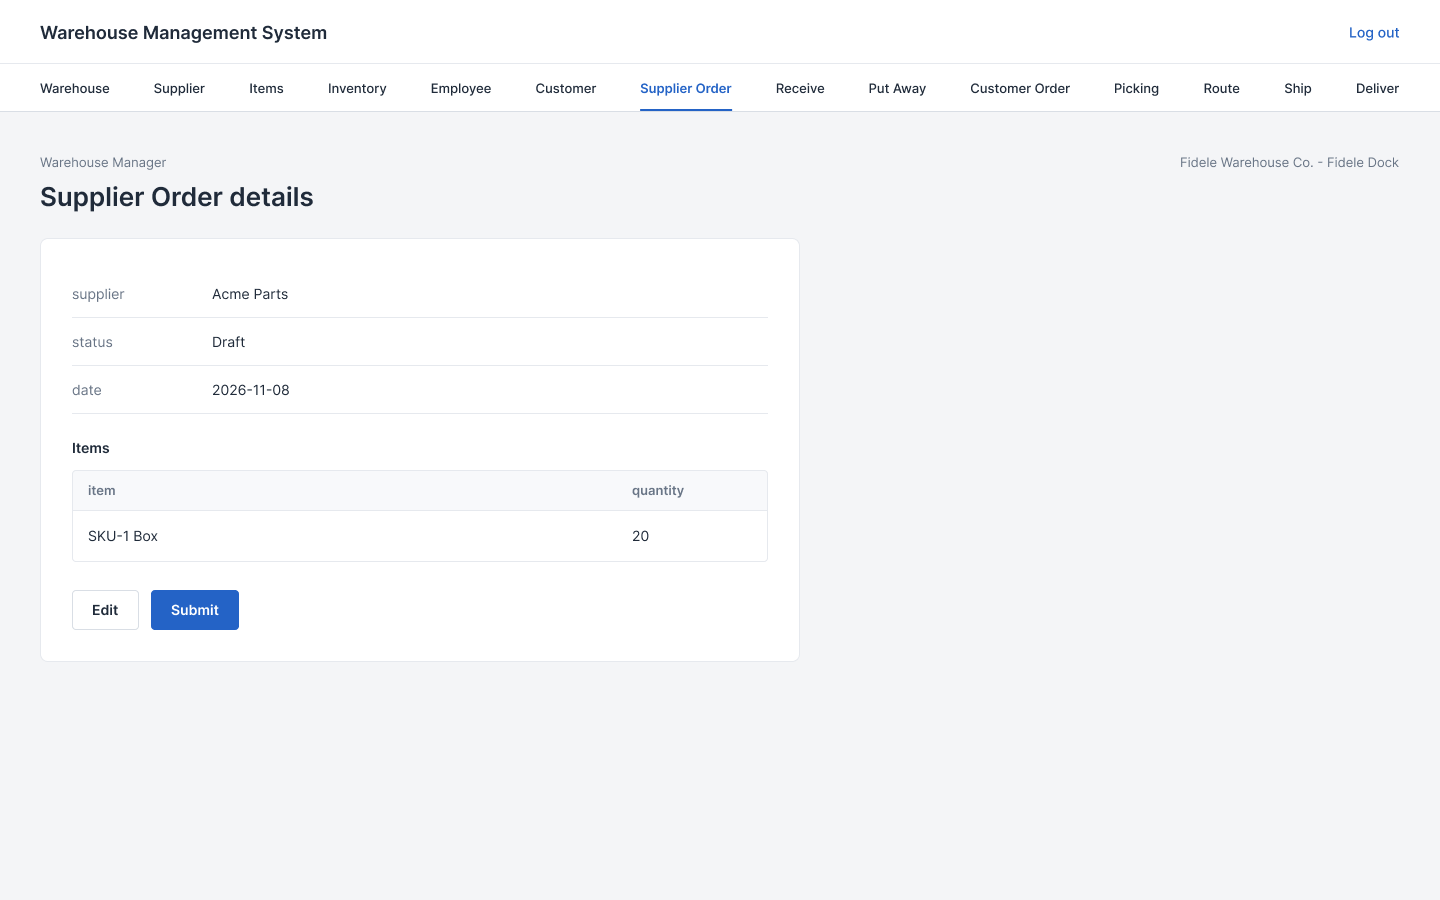 Warehouse Management System
Log out
Warehouse Supplier Items Inventory Employee Customer Supplier Order Receive Put Away Customer Order Picking Route Ship Deliver
Warehouse Manager
Fidele Warehouse Co. - Fidele Dock
Supplier Order details
supplier Acme Parts
status Draft
date 2026-11-08
Items
item quantity
SKU-1 Box 20
Edit Submit